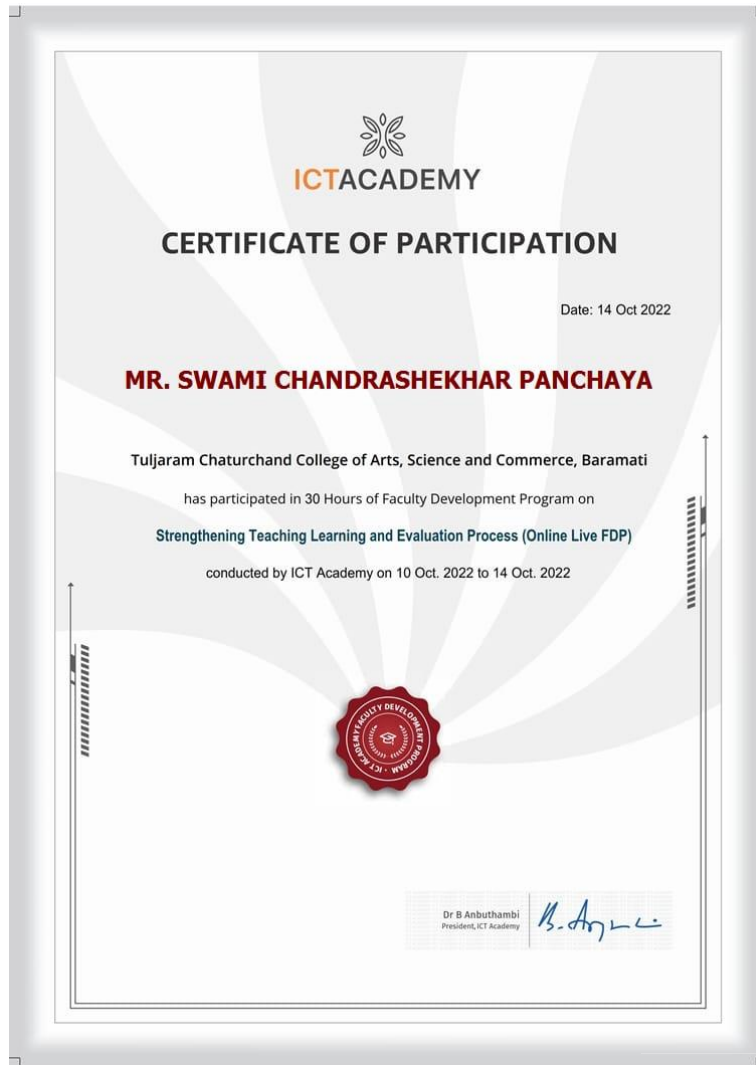 ICTACADEMY
CERTIFICATE OF PARTICIPATION
Date: 14 Oct 2022
MR. SWAMI CHANDRASHEKHAR PANCHAYA
Tuljaram Chaturchand College of Arts, Science and Commerce, Baramati
has participated in 30 Hours of Faculty Development Program on
Strengthening Teaching Learning and Evaluation Process (Online Live FDP)
conducted by ICT Academy on 10 Oct. 2022 to 14 Oct. 2022
ICT ACADEMY FACULTY DEVELOPMENT PROGRAM
Dr B Anbuthambi
President, ICT Academy